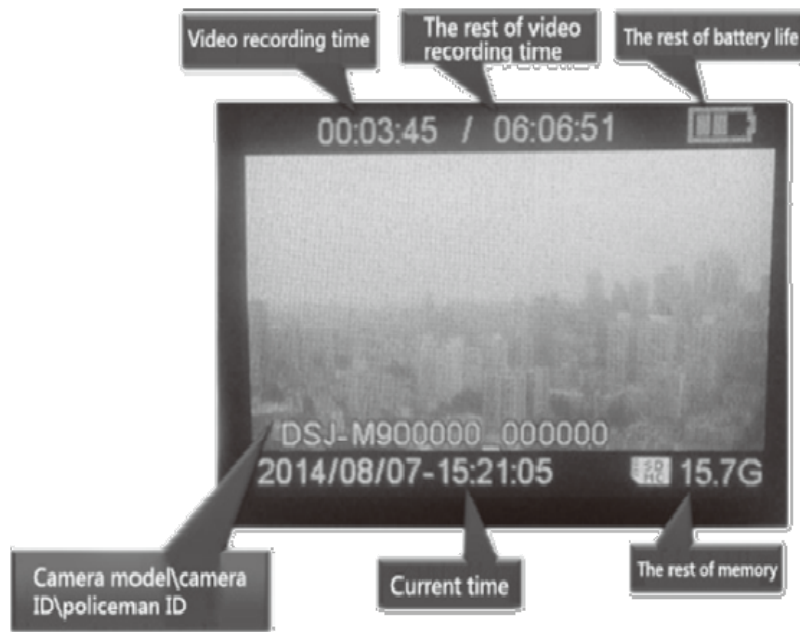 Video recording time
The rest of video
recording time
The rest of battery life
00:03:45 / 06:06:51
DSJ-M900000_000000
2014/08/07-15:21:05
15.7G
Camera model\camera
ID\policeman ID
Current time
The rest of memory